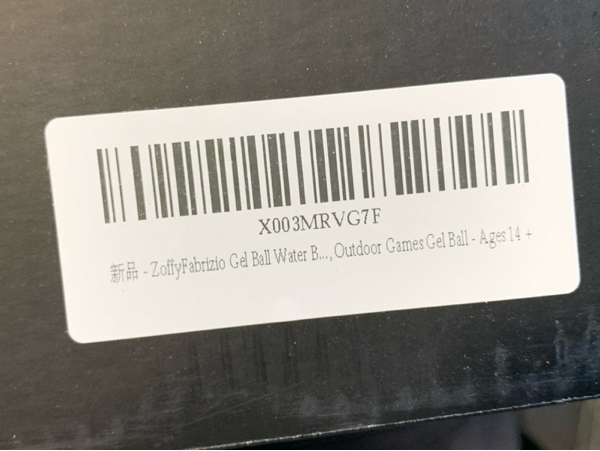 X003MRVG7F
新品 - ZoffyFabrizio Gel Ball Water B..., Outdoor Games Gel Ball - Ages 14 +